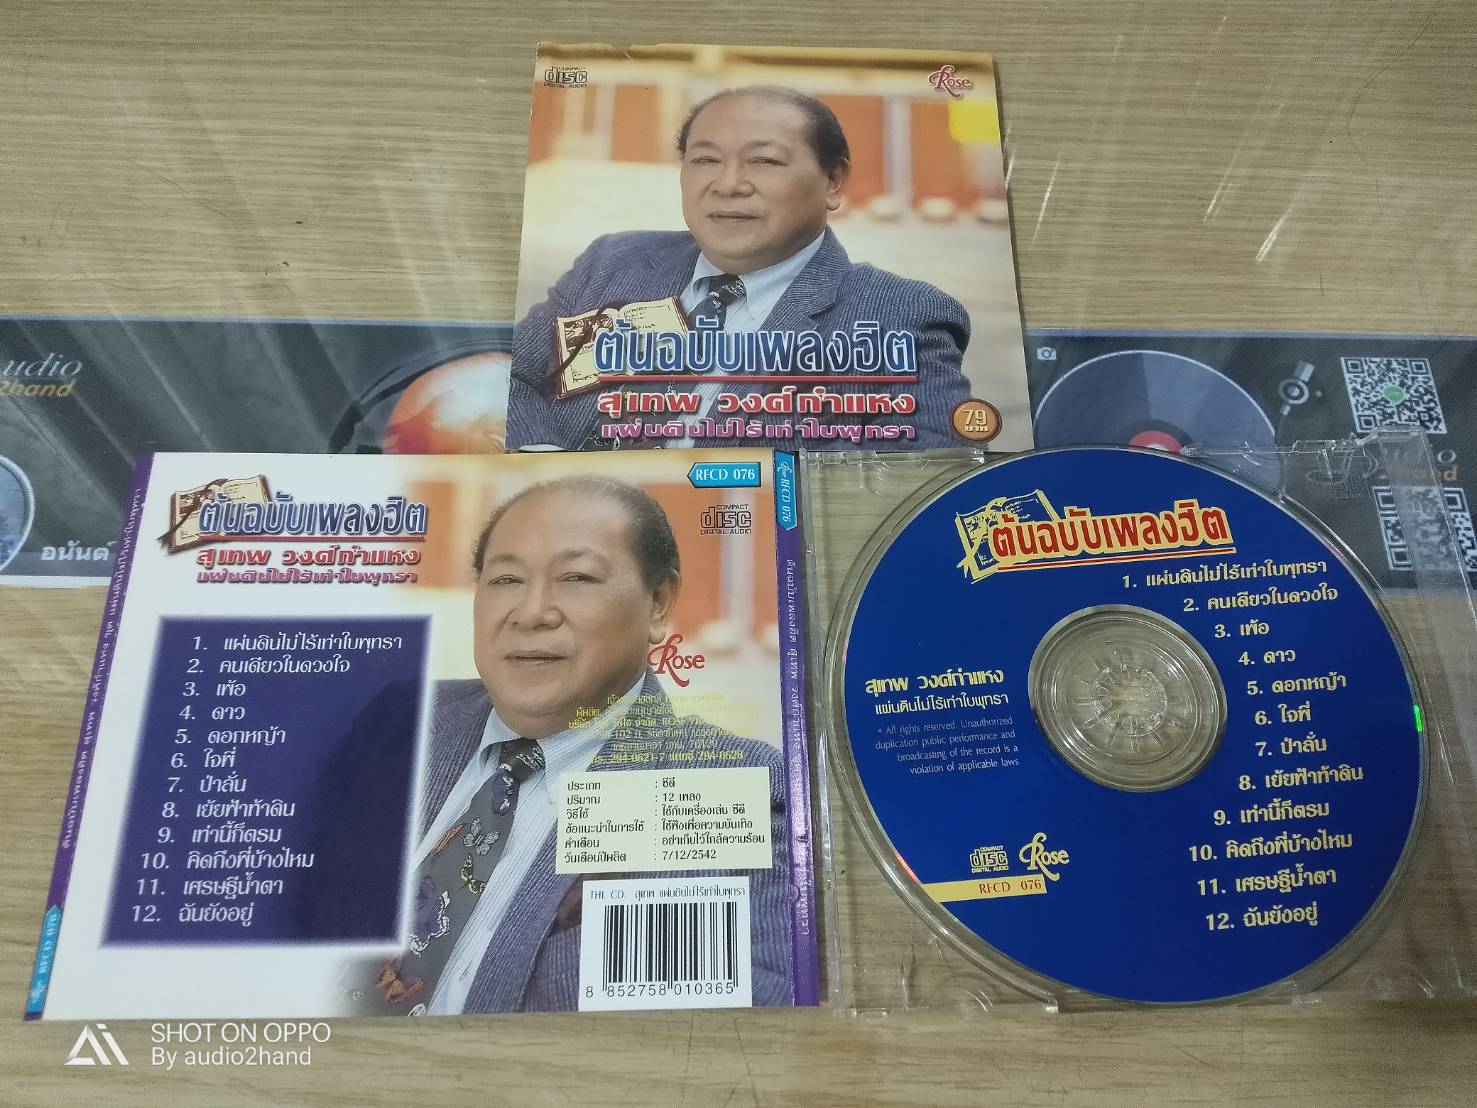 COMPACT
disc
DIGITAL AUDIO
Rose
ต้นฉบับเพลงฮิต
สุเทพ วงศ์กำแหง
แผ่นดินไม่ไร้เท่าใบพุทรา
79
บาท
udio
2hand
อนันต์
RFCD 076
COMPACT
disc
DIGITAL AUDIO
ต้นฉบับเพลงฮิต
สุเทพ วงศ์กำแหง
แผ่นดินไม่ไร้เท่าใบพุทรา
1. แผ่นดินไม่ไร้เท่าใบพุทรา
2. คนเดียวในดวงใจ
3. เพ้อ
4. ดาว
5. ดอกหญ้า
6. ใจพี่
7. ป่าลั่น
8. เย้ยฟ้าท้าดิน
9. เท่านี้ก็ตรม
10. คิดถึงพี่บ้างไหม
11. เศรษฐีน้ำตา
12. ฉันยังอยู่
Rose
ประเภท : ซีดี
ปริมาณ : 12 เพลง
วิธีใช้ : ใช้กับเครื่องเล่น ซีดี
ข้อแนะนำในการใช้ : ใช้ฟังเพื่อความบันเทิง
คำเตือน : อย่าเก็บไว้ใกล้ความร้อน
วันเดือนปีผลิต : 7/12/2542
THL CD. สุเทพ แผ่นดินไม่ไร้เท่าใบพุทรา
8 852758 010365
RFCD 076
RFCD 076
ต้นฉบับเพลงฮิต
1. แผ่นดินไม่ไร้เท่าใบพุทรา
2. คนเดียวในดวงใจ
3. เพ้อ
4. ดาว
5. ดอกหญ้า
6. ใจพี่
7. ป่าลั่น
8. เย้ยฟ้าท้าดิน
9. เท่านี้ก็ตรม
10. คิดถึงพี่บ้างไหม
11. เศรษฐีน้ำตา
12. ฉันยังอยู่
สุเทพ วงศ์กำแหง
แผ่นดินไม่ไร้เท่าใบพุทรา
* All rights reserved. Unauthorized
duplication public performance and
broadcasting of the record is a
violation of applicable laws
COMPACT
disc
DIGITAL AUDIO
Rose
RFCD 076
SHOT ON OPPO
By audio2hand